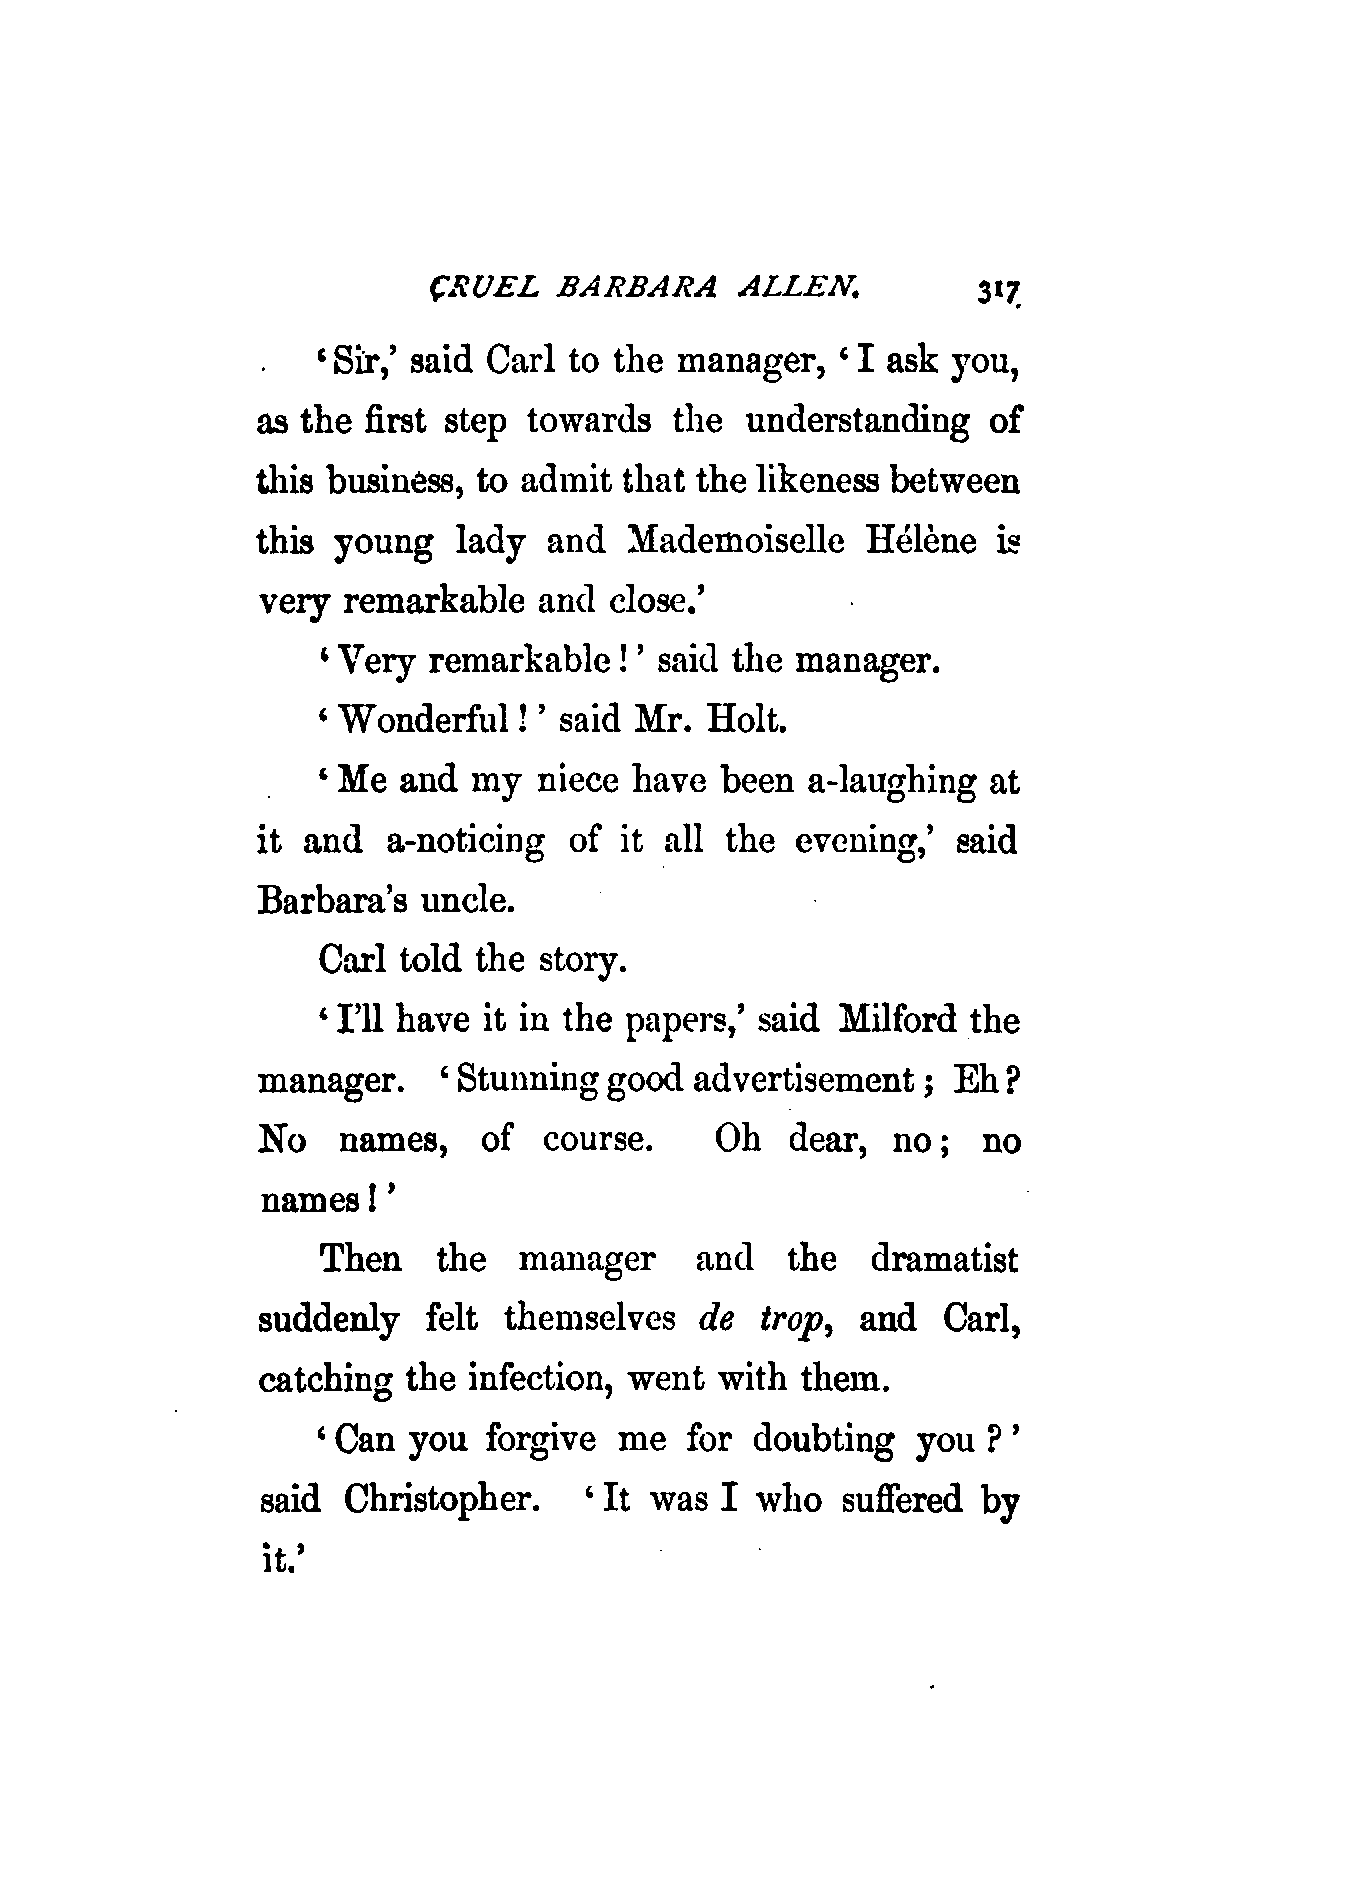 CRUEL BARBARA ALLEN. 317
‘Sir,’ said Carl to the manager, ‘I ask you,
as the first step towards the understanding of
this business, to admit that the likeness between
this young lady and Mademoiselle Hélène is
very remarkable and close.’
‘Very remarkable!’ said the manager.
‘Wonderful!’ said Mr. Holt.
‘Me and my niece have been a-laughing at
it and a-noticing of it all the evening,’ said
Barbara’s uncle.
Carl told the story.
‘I’ll have it in the papers,’ said Milford the
manager. ‘Stunning good advertisement; Eh?
No names, of course. Oh dear, no; no
names!’
Then the manager and the dramatist
suddenly felt themselves de trop, and Carl,
catching the infection, went with them.
‘Can you forgive me for doubting you?’
said Christopher. ‘It was I who suffered by
it.’